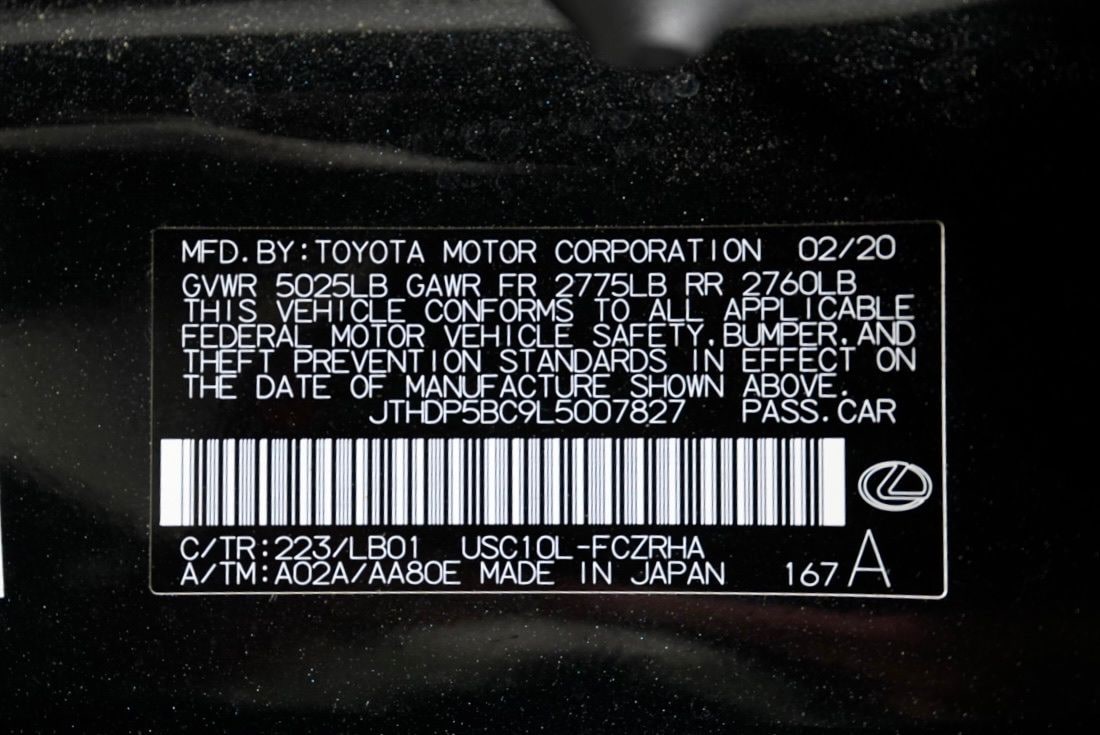 MFD.BY:TOYOTA MOTOR CORPORATION 02/20
GVWR 5025LB GAWR FR 2775LB RR 2760LB
THIS VEHICLE CONFORMS TO ALL APPLICABLE
FEDERAL MOTOR VEHICLE SAFETY,BUMPER,AND
THEFT PREVENTION STANDARDS IN EFFECT ON
THE DATE OF MANUFACTURE SHOWN ABOVE.
JTHDP5BC9L5007827 PASS.CAR
C/TR:223/LB01 USC10L-FCZRHA
A/TM:A02A/AA80E MADE IN JAPAN 167 A